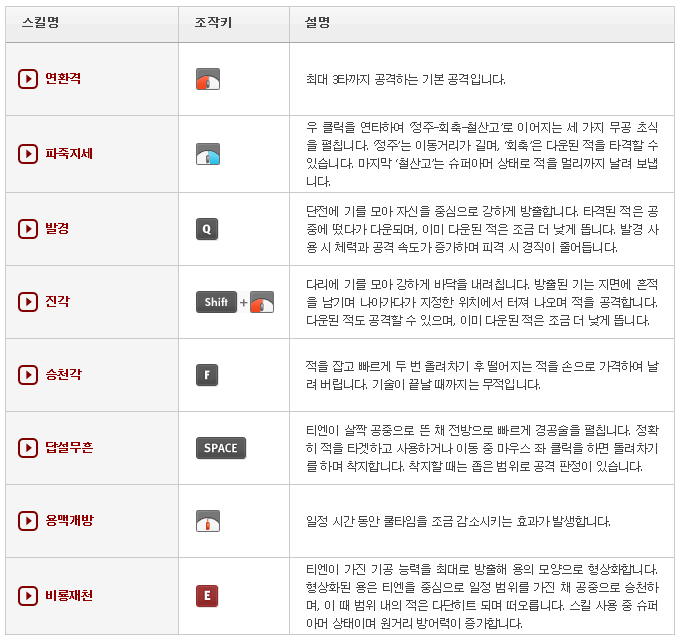 스킬명 조작키 설명
연환격
최대 3타까지 공격하는 기본 공격입니다.
파죽지세
우 클릭을 연타하여 '정주-회축-철산고'로 이어지는 세 가지 무공 초식
을 펼칩니다. '정주'는 이동거리가 길며, '회축'은 다운된 적을 타격할 수
있습니다. 마지막 '철산고'는 슈퍼아머 상태로 적을 멀리까지 날려 보냅
니다.
발경
Q
단전에 기를 모아 자신을 중심으로 강하게 방출합니다. 타격된 적은 공
중에 떴다가 다운되며, 이미 다운된 적은 조금 더 낮게 뜹니다. 발경 사
용 시 체력과 공격 속도가 증가하며 피격 시 경직이 줄어듭니다.
진각
Shift +
다리에 기를 모아 강하게 바닥을 내려칩니다. 방출된 기는 지면에 흔적
을 남기며 나아가다가 지정한 위치에서 터져 나오며 적을 공격합니다.
다운된 적도 공격할 수 있으며, 이미 다운된 적은 조금 더 낮게 뜹니다.
승천각
F
적을 잡고 빠르게 두 번 올려차기 후 떨어지는 적을 손으로 가격하여 날
려 버립니다. 기술이 끝날 때까지는 무적입니다.
답설무흔
SPACE
티엔이 살짝 공중으로 뜬 채 전방으로 빠르게 경공술을 펼칩니다. 정확
히 적을 타겟하고 사용하거나 이동 중 마우스 좌 클릭을 하면 돌려차기
를 하며 착지합니다. 착지할 때는 좁은 범위로 공격 판정이 있습니다.
용맥개방
일정 시간 동안 쿨타임을 조금 감소시키는 효과가 발생합니다.
비룡재천
E
티엔이 가진 기공 능력을 최대로 방출해 용의 모양으로 형상화합니다.
형상화된 용은 티엔을 중심으로 일정 범위를 가진 채 공중으로 승천하
며, 이 때 범위 내의 적은 다단히트 되며 떠오릅니다. 스킬 사용 중 슈퍼
아머 상태이며 원거리 방어력이 증가합니다.